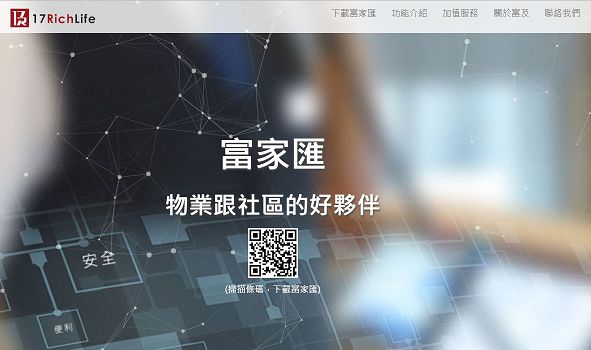 17RichLife
下載富家匯 功能介紹 加值服務 關於富及 聯絡我們
富家匯
物業跟社區的好夥伴
(掃描條碼，下載富家匯)
安全
便利